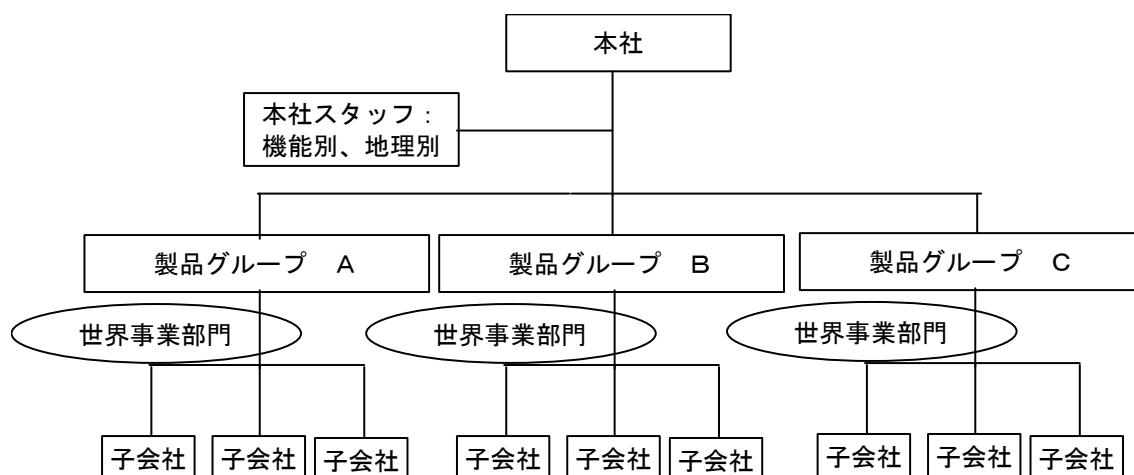 本社
本社スタッフ：
機能別、地理別
製品グループ　A
製品グループ　B
製品グループ　C
世界事業部門
世界事業部門
世界事業部門
子会社
子会社
子会社
子会社
子会社
子会社
子会社
子会社
子会社